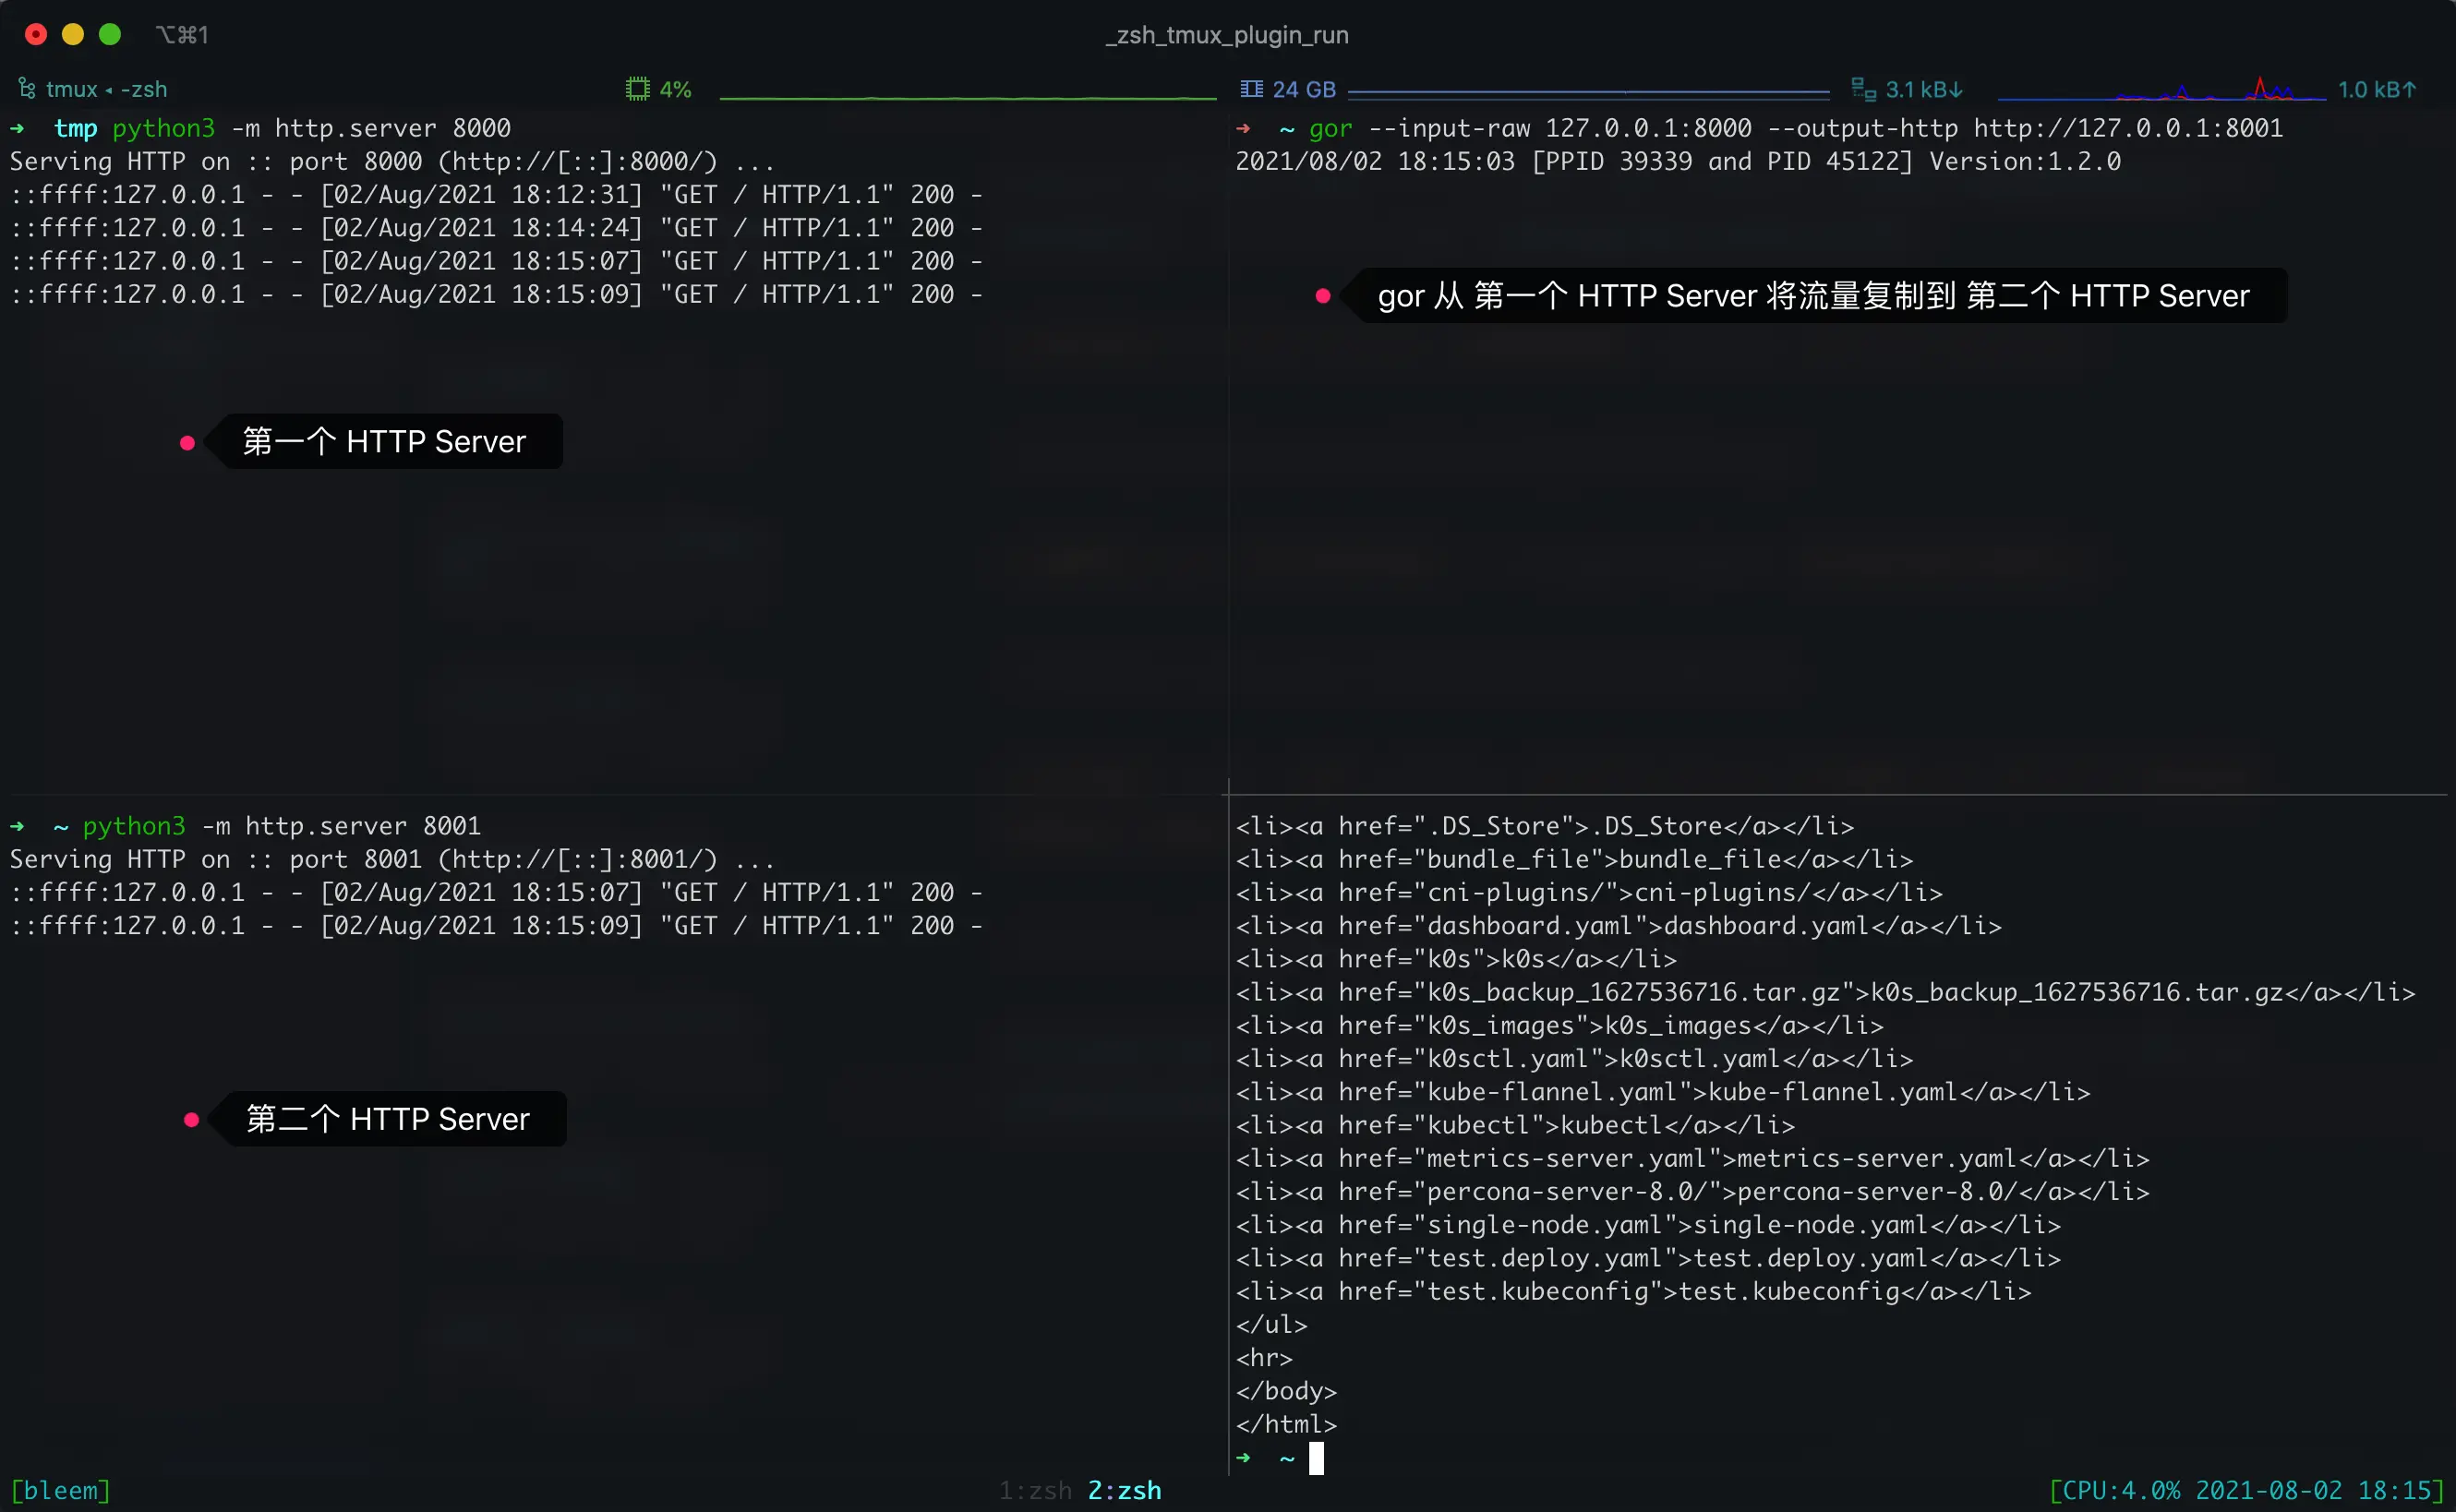 ⌥⌘1
_zsh_tmux_plugin_run
tmux ◂ -zsh
4%
24 GB
3.1 kB↓
1.0 kB↑
➜  tmp python3 -m http.server 8000
Serving HTTP on :: port 8000 (http://[::]:8000/) ...
::ffff:127.0.0.1 - - [02/Aug/2021 18:12:31] "GET / HTTP/1.1" 200 -
::ffff:127.0.0.1 - - [02/Aug/2021 18:14:24] "GET / HTTP/1.1" 200 -
::ffff:127.0.0.1 - - [02/Aug/2021 18:15:07] "GET / HTTP/1.1" 200 -
::ffff:127.0.0.1 - - [02/Aug/2021 18:15:09] "GET / HTTP/1.1" 200 -
第一个 HTTP Server
➜  ~ gor --input-raw 127.0.0.1:8000 --output-http http://127.0.0.1:8001
2021/08/02 18:15:03 [PPID 39339 and PID 45122] Version:1.2.0
gor 从 第一个 HTTP Server 将流量复制到 第二个 HTTP Server
➜  ~ python3 -m http.server 8001
Serving HTTP on :: port 8001 (http://[::]:8001/) ...
::ffff:127.0.0.1 - - [02/Aug/2021 18:15:07] "GET / HTTP/1.1" 200 -
::ffff:127.0.0.1 - - [02/Aug/2021 18:15:09] "GET / HTTP/1.1" 200 -
第二个 HTTP Server
<li><a href=".DS_Store">.DS_Store</a></li>
<li><a href="bundle_file">bundle_file</a></li>
<li><a href="cni-plugins/">cni-plugins/</a></li>
<li><a href="dashboard.yaml">dashboard.yaml</a></li>
<li><a href="k0s">k0s</a></li>
<li><a href="k0s_backup_1627536716.tar.gz">k0s_backup_1627536716.tar.gz</a></li>
<li><a href="k0s_images">k0s_images</a></li>
<li><a href="k0sctl.yaml">k0sctl.yaml</a></li>
<li><a href="kube-flannel.yaml">kube-flannel.yaml</a></li>
<li><a href="kubectl">kubectl</a></li>
<li><a href="metrics-server.yaml">metrics-server.yaml</a></li>
<li><a href="percona-server-8.0/">percona-server-8.0/</a></li>
<li><a href="single-node.yaml">single-node.yaml</a></li>
<li><a href="test.deploy.yaml">test.deploy.yaml</a></li>
<li><a href="test.kubeconfig">test.kubeconfig</a></li>
</ul>
<hr>
</body>
</html>
➜  ~
[bleem]
1:zsh 2:zsh
[CPU:4.0% 2021-08-02 18:15]